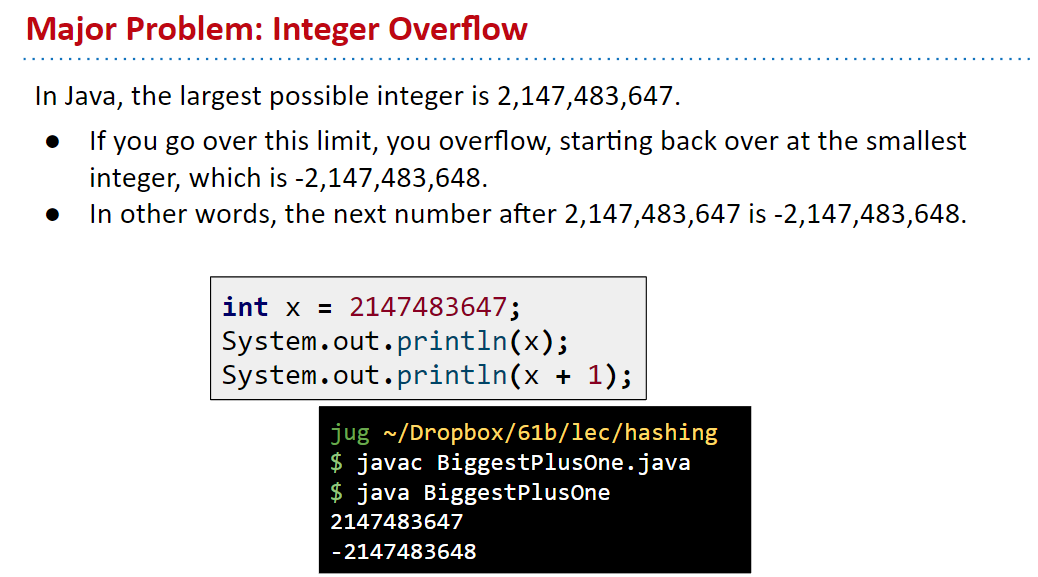 Major Problem: Integer Overflow
In Java, the largest possible integer is 2,147,483,647.
● If you go over this limit, you overflow, starting back over at the smallest
integer, which is -2,147,483,648.
● In other words, the next number after 2,147,483,647 is -2,147,483,648.
int x = 2147483647;
System.out.println(x);
System.out.println(x + 1);
jug ~/Dropbox/61b/lec/hashing
$ javac BiggestPlusOne.java
$ java BiggestPlusOne
2147483647
-2147483648